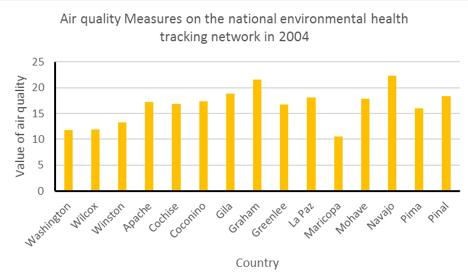 Air quality Measures on the national environmental health
tracking network in 2004
Value of air quality
25
20
15
10
5
0
Washington
Wilcox
Winston
Apache
Cochise
Coconino
Gila
Graham
Greenlee
La Paz
Maricopa
Mohave
Navajo
Pima
Pinal
Country